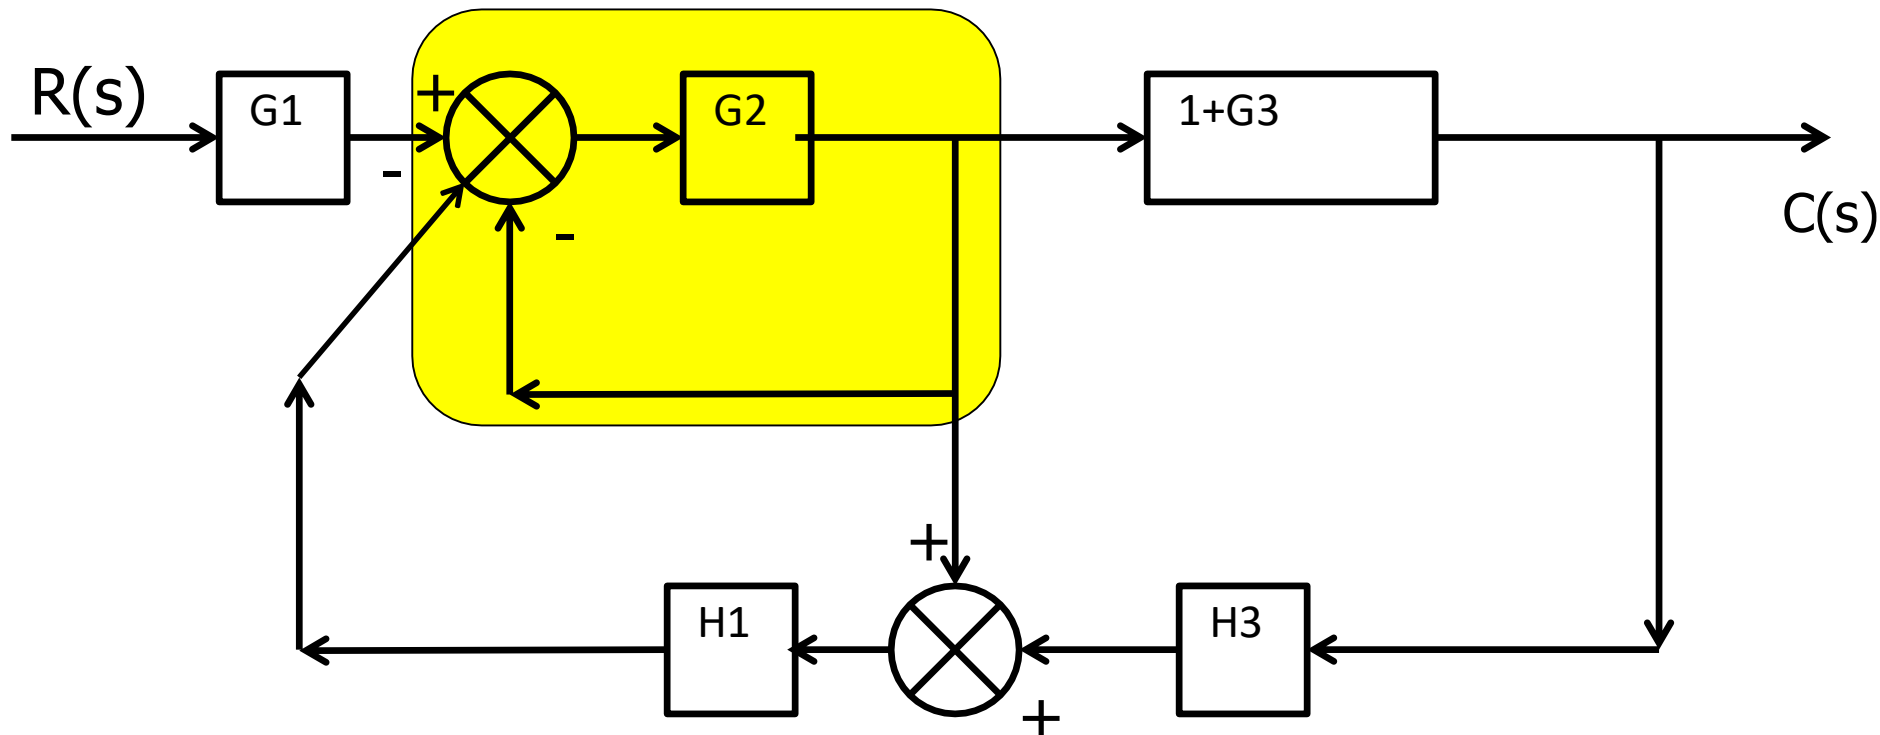 R(s)
G1
+
-
G2
-
1+G3
C(s)
+
H1
H3
+